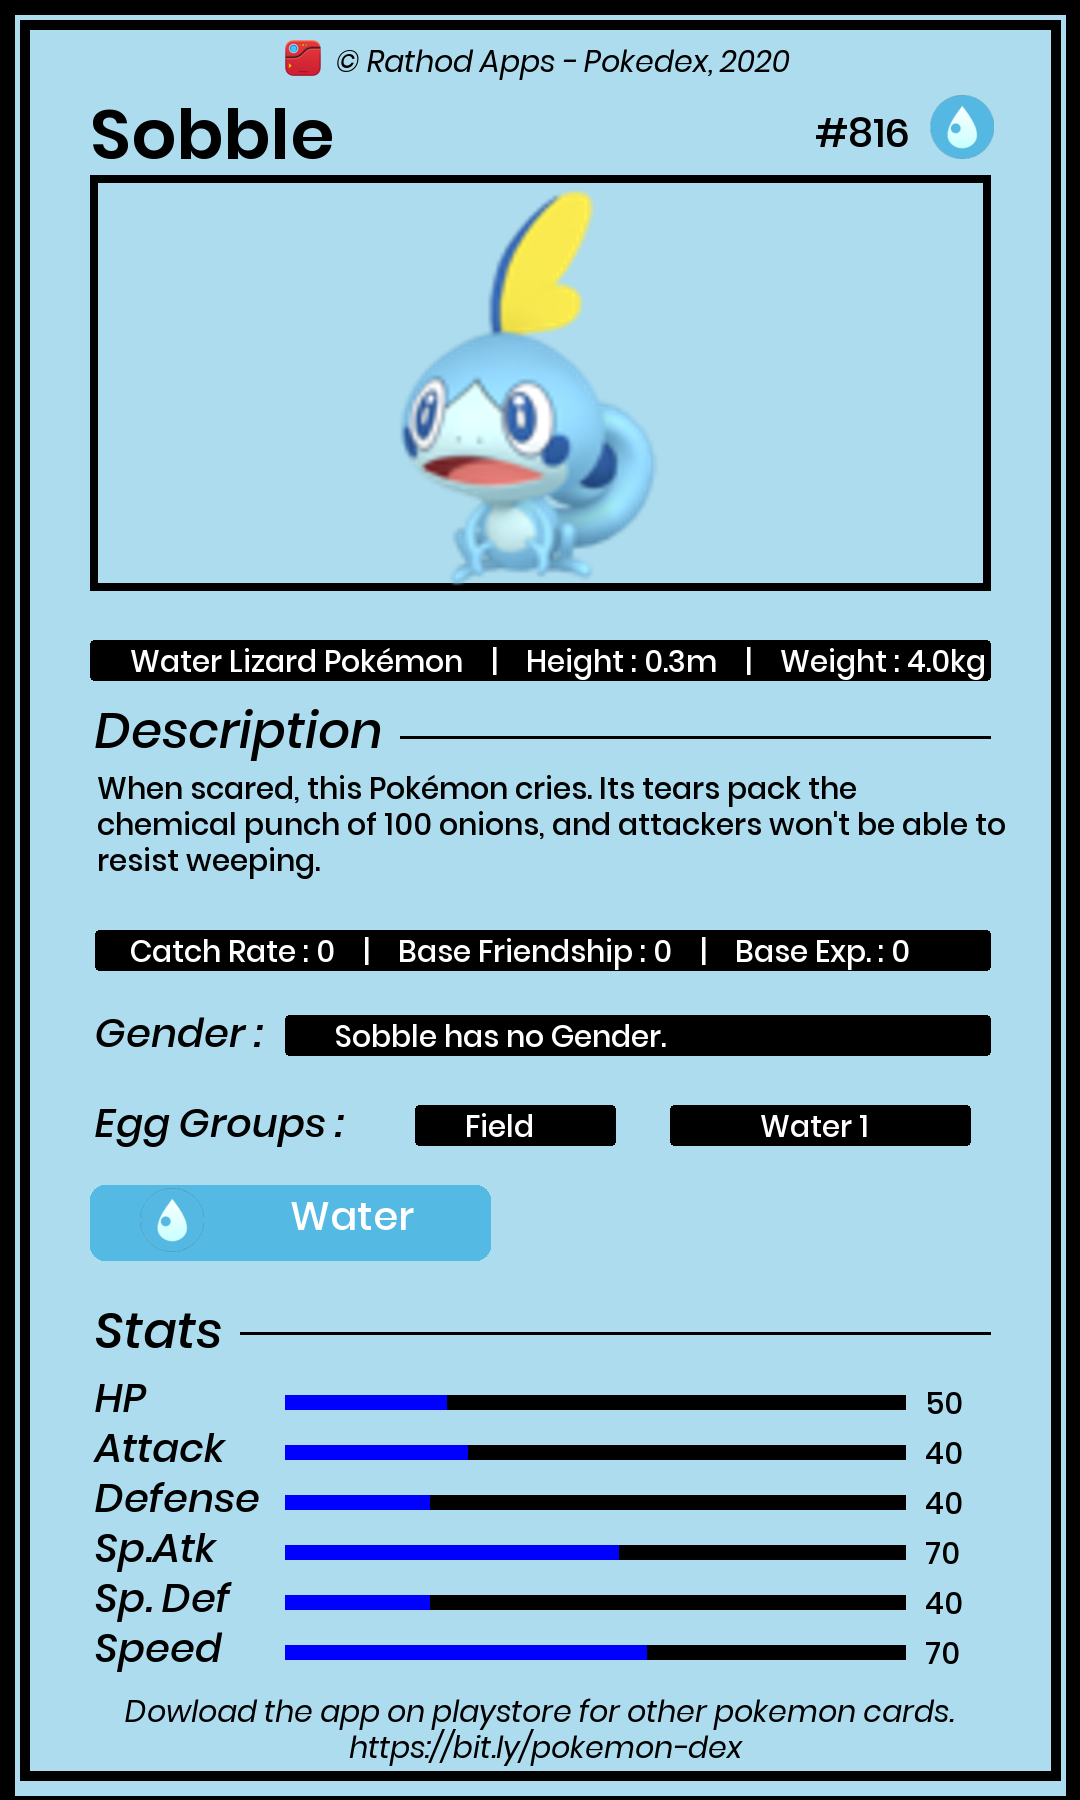 © Rathod Apps - Pokedex, 2020
Sobble #816
Water Lizard Pokémon | Height : 0.3m | Weight : 4.0kg
Description
When scared, this Pokémon cries. Its tears pack the
chemical punch of 100 onions, and attackers won't be able to
resist weeping.
Catch Rate : 0 | Base Friendship : 0 | Base Exp. : 0
Gender : Sobble has no Gender.
Egg Groups : Field Water 1
Water
Stats
HP 50
Attack 40
Defense 40
Sp.Atk 70
Sp. Def 40
Speed 70
Dowload the app on playstore for other pokemon cards.
https://bit.ly/pokemon-dex